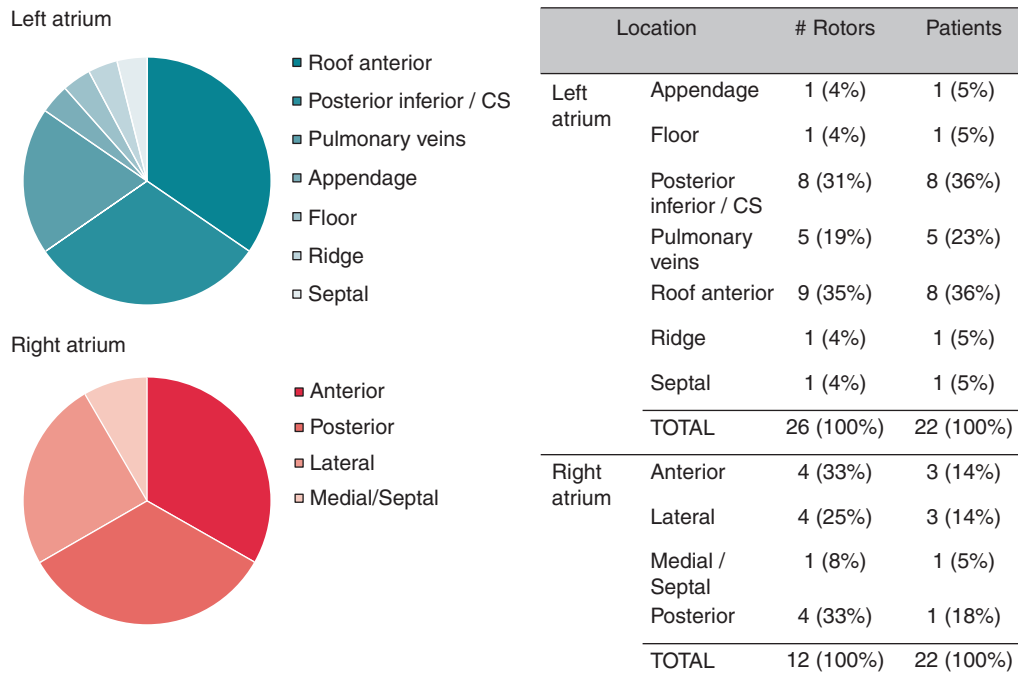 Left atrium
Roof anterior
Posterior inferior / CS
Pulmonary veins
Appendage
Floor
Ridge
Septal
Right atrium
Anterior
Posterior
Lateral
Medial/Septal
Location # Rotors Patients
Left atrium Appendage 1 (4%) 1 (5%)
Floor 1 (4%) 1 (5%)
Posterior inferior / CS 8 (31%) 8 (36%)
Pulmonary veins 5 (19%) 5 (23%)
Roof anterior 9 (35%) 8 (36%)
Ridge 1 (4%) 1 (5%)
Septal 1 (4%) 1 (5%)
TOTAL 26 (100%) 22 (100%)
Right atrium Anterior 4 (33%) 3 (14%)
Lateral 4 (25%) 3 (14%)
Medial / Septal 1 (8%) 1 (5%)
Posterior 4 (33%) 1 (18%)
TOTAL 12 (100%) 22 (100%)